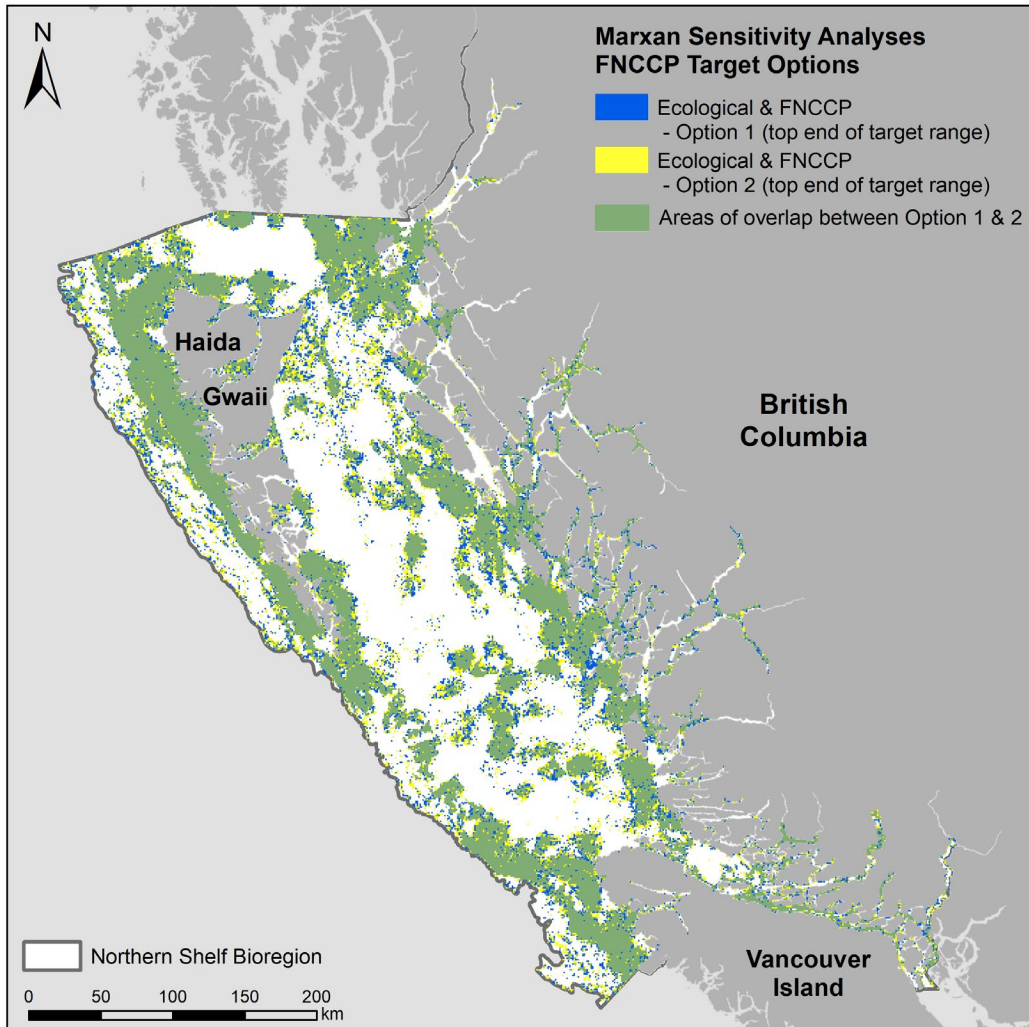 N
Marxan Sensitivity Analyses
FNCCP Target Options
Ecological & FNCCP
- Option 1 (top end of target range)
Ecological & FNCCP
- Option 2 (top end of target range)
Areas of overlap between Option 1 & 2
Haida
Gwaii
British
Columbia
Northern Shelf Bioregion
Vancouver
Island
0 50 100 150 200
km